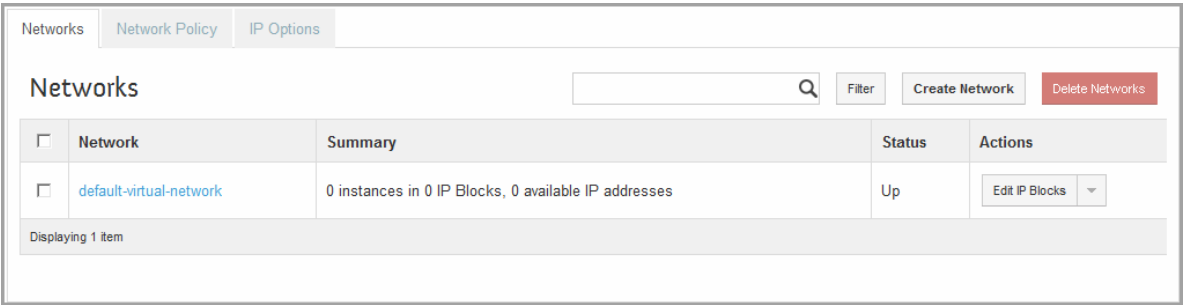 Networks Network Policy IP Options
Networks Filter Create Network Delete Networks
Network Summary Status Actions
default-virtual-network 0 instances in 0 IP Blocks, 0 available IP addresses Up Edit IP Blocks
Displaying 1 item